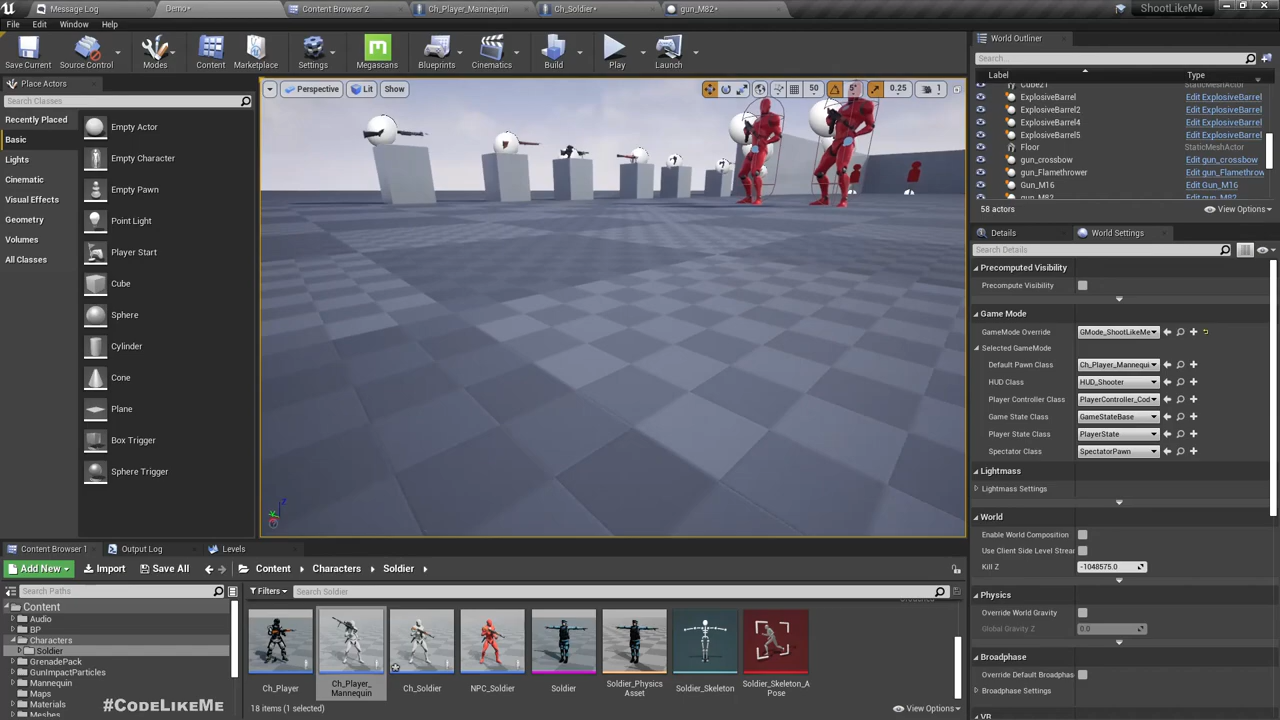 Message Log
Demo•
Content Browser 2
Ch_Player_Mannequin
Ch_Soldier•
gun_M82•
ShootLikeMe
File Edit Window Help
Save Current
Source Control
Modes
Content
Marketplace
Settings
Megascans
Blueprints
Cinematics
Build
Play
Launch
Place Actors
Search Classes
Recently Placed
Basic
Lights
Cinematic
Visual Effects
Geometry
Volumes
All Classes
Empty Actor
Empty Character
Empty Pawn
Point Light
Player Start
Cube
Sphere
Cylinder
Cone
Plane
Box Trigger
Sphere Trigger
Perspective Lit Show
50 5° 0.25 1
World Outliner
Search...
Label Type
Cube21 StaticMeshActor
ExplosiveBarrel Edit ExplosiveBarrel
ExplosiveBarrel2 Edit ExplosiveBarrel
ExplosiveBarrel4 Edit ExplosiveBarrel
ExplosiveBarrel5 Edit ExplosiveBarrel
Floor StaticMeshActor
gun_crossbow Edit gun_crossbow
gun_Flamethrower Edit gun_Flamethrow
Gun_M16 Edit Gun_M16
gun_M82 Edit gun_M82
58 actors View Options
Details World Settings
Search Details
Precomputed Visibility
Precompute Visibility
Game Mode
GameMode Override GMode_ShootLikeMe
Selected GameMode
Default Pawn Class Ch_Player_Mannequi
HUD Class HUD_Shooter
Player Controller Class PlayerController_Cod
Game State Class GameStateBase
Player State Class PlayerState
Spectator Class SpectatorPawn
Lightmass
Lightmass Settings
World
Enable World Composition
Use Client Side Level Strea
Kill Z -1048575.0
Physics
Override World Gravity
Global Gravity Z 0.0
Broadphase
Override Default Broadphas
Broadphase Settings
VR
Z
Content Browser 1 Output Log Levels
Add New Import Save All Content Characters Soldier
Search Paths
Filters Search Soldier
Content
Audio
BP
Characters
Soldier
GrenadePack
GunImpactParticles
Mannequin
Maps
Materials
Meshes
Ch_Player
Ch_Player_
Mannequin
Ch_Soldier
NPC_Soldier
Soldier
Soldier_Physics
Asset
Soldier_Skeleton
Soldier_Skeleton_A
Pose
18 items (1 selected) View Options
#CodeLikeMe